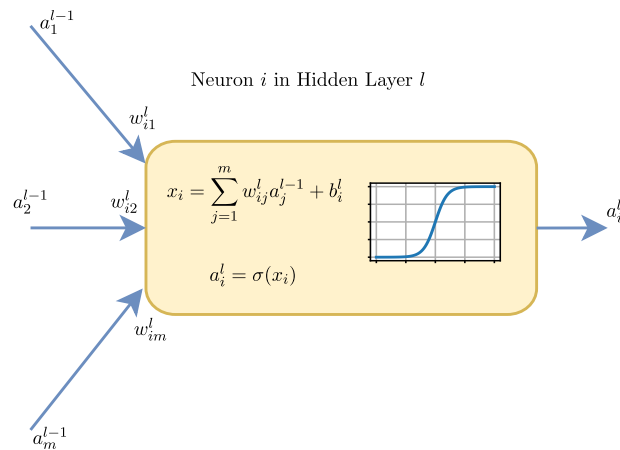 $a_1^{l-1}$
Neuron $i$ in Hidden Layer $l$
$w_{i1}^l$
$x_i = \sum_{j=1}^{m} w_{ij}^l a_j^{l-1} + b_i^l$
$a_2^{l-1}$
$w_{i2}^l$
$a_i^l$
$a_i^l = \sigma(x_i)$
$w_{im}^l$
$a_m^{l-1}$